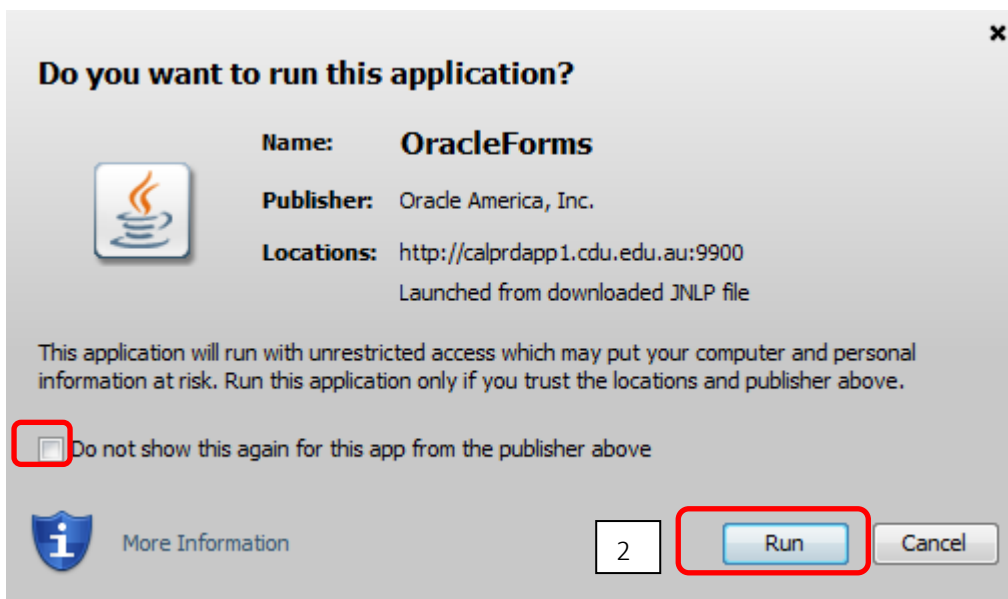 Do you want to run this application?
Name: OracleForms
Publisher: Oracle America, Inc.
Locations: http://calprdapp1.cdu.edu.au:9900
Launched from downloaded JNLP file
This application will run with unrestricted access which may put your computer and personal
information at risk. Run this application only if you trust the locations and publisher above.
Do not show this again for this app from the publisher above
More Information 2 Run Cancel